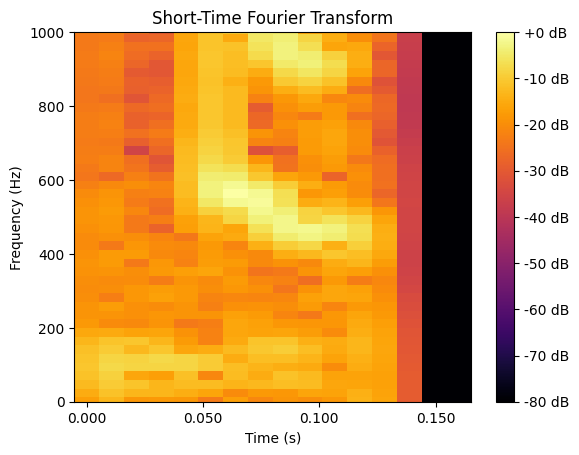 Short-Time Fourier Transform
1000
800
600
400
200
0
Frequency (Hz)
0.000
0.050
0.100
0.150
Time (s)
+0 dB
-10 dB
-20 dB
-30 dB
-40 dB
-50 dB
-60 dB
-70 dB
-80 dB